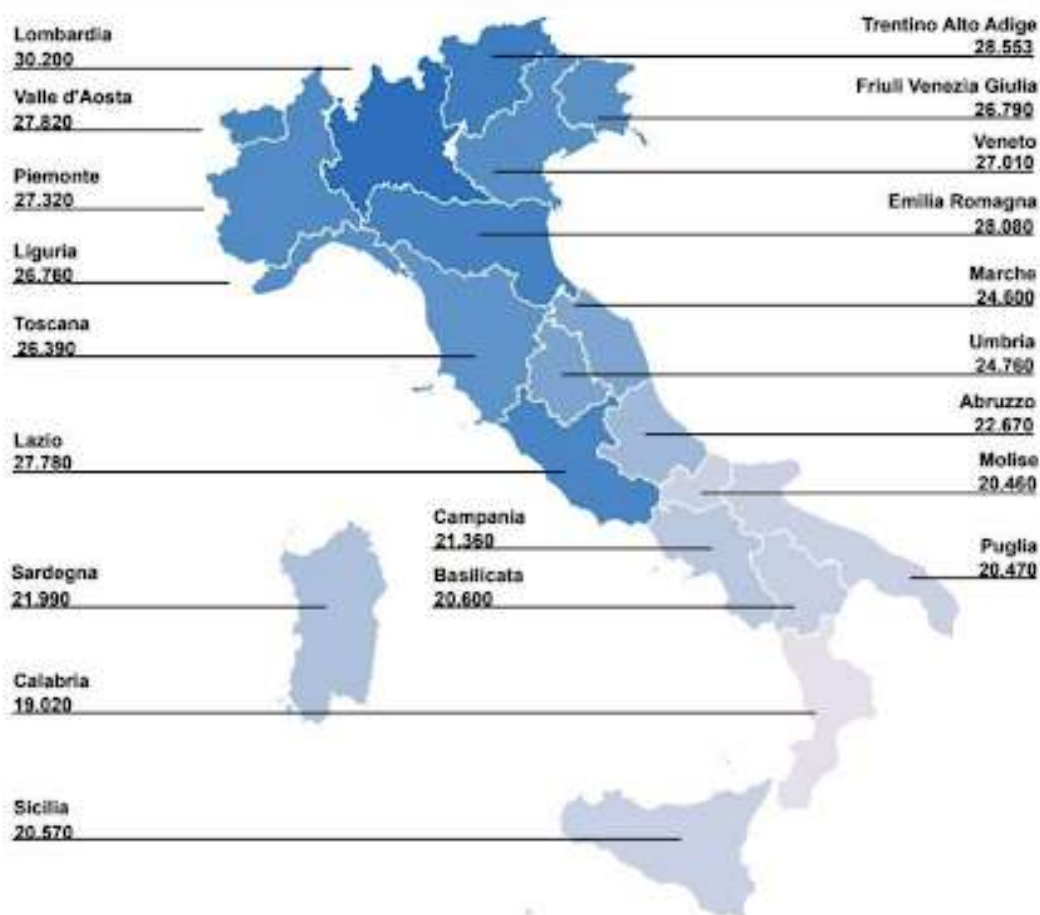 Lombardia
30.200
Valle d'Aosta
27.820
Piemonte
27.320
Liguria
26.760
Toscana
26.390
Lazio
27.780
Sardegna
21.990
Calabria
19.020
Sicilia
20.570
Campania
21.360
Basilicata
20.600
Trentino Alto Adige
28.553
Friuli Venezia Giulia
26.790
Veneto
27.010
Emilia Romagna
28.080
Marche
24.600
Umbria
24.760
Abruzzo
22.670
Molise
20.460
Puglia
20.470